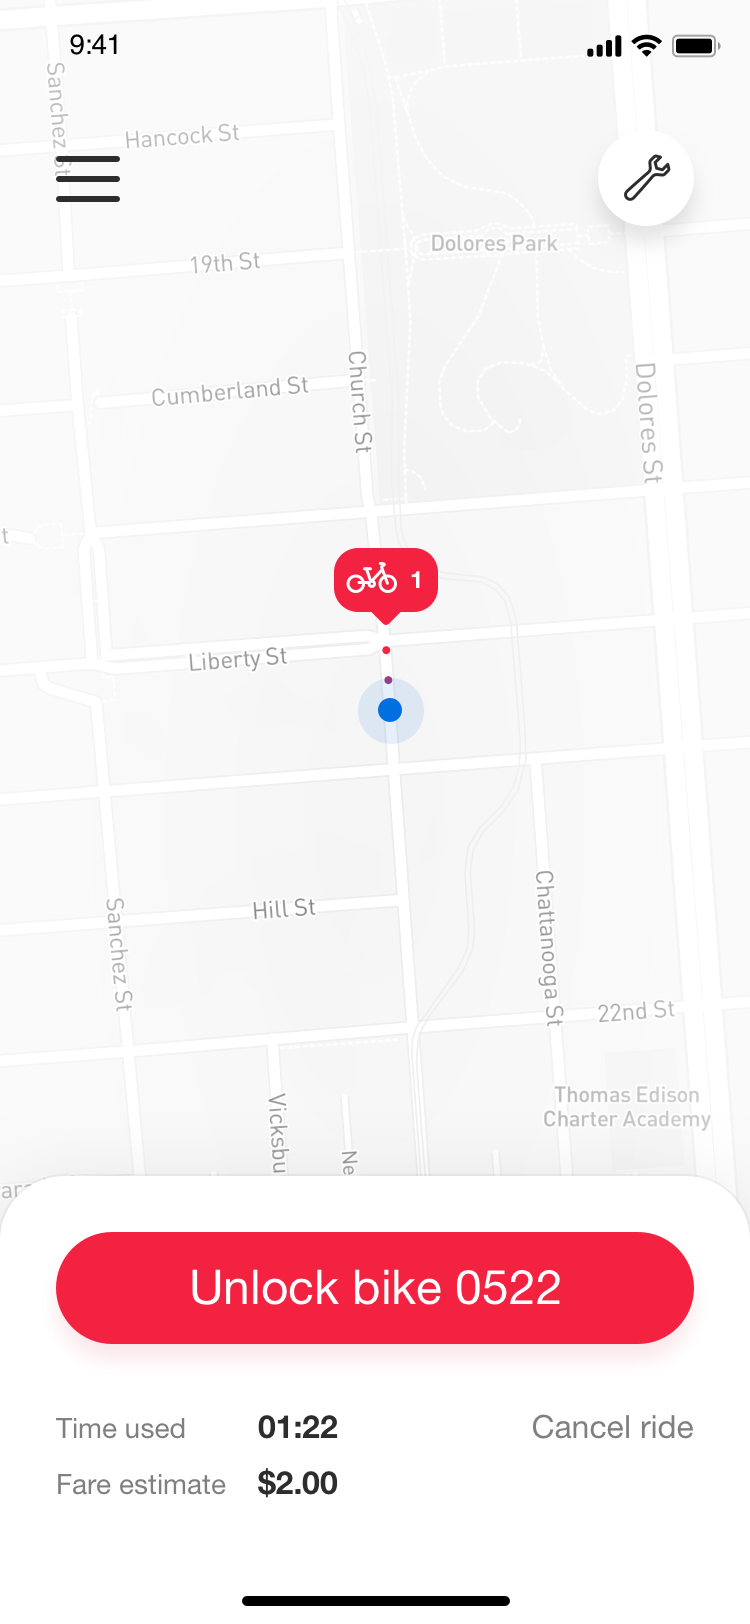 9:41
Sanchez St
Hancock St
19th St
Dolores Park
Cumberland St
Church St
Dolores St
t
1
Liberty St
Sanchez St
Hill St
Chattanooga St
22nd St
Vicksbu
Ne
Thomas Edison
Charter Academy
Unlock bike 0522
Time used 01:22 Cancel ride
Fare estimate $2.00